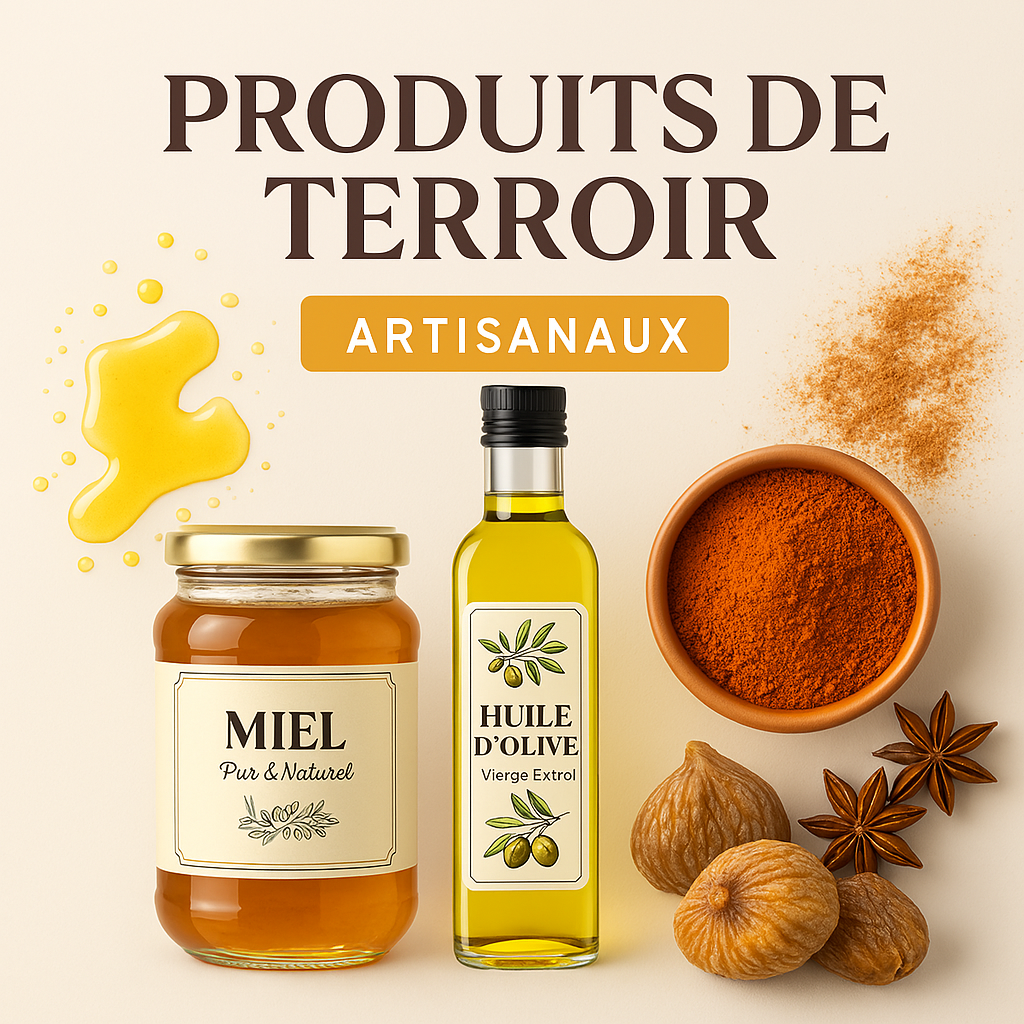 PRODUITS DE
TERROIR
ARTISANAUX
MIEL
Pur & Naturel
HUILE
D'OLIVE
Vierge Extrol